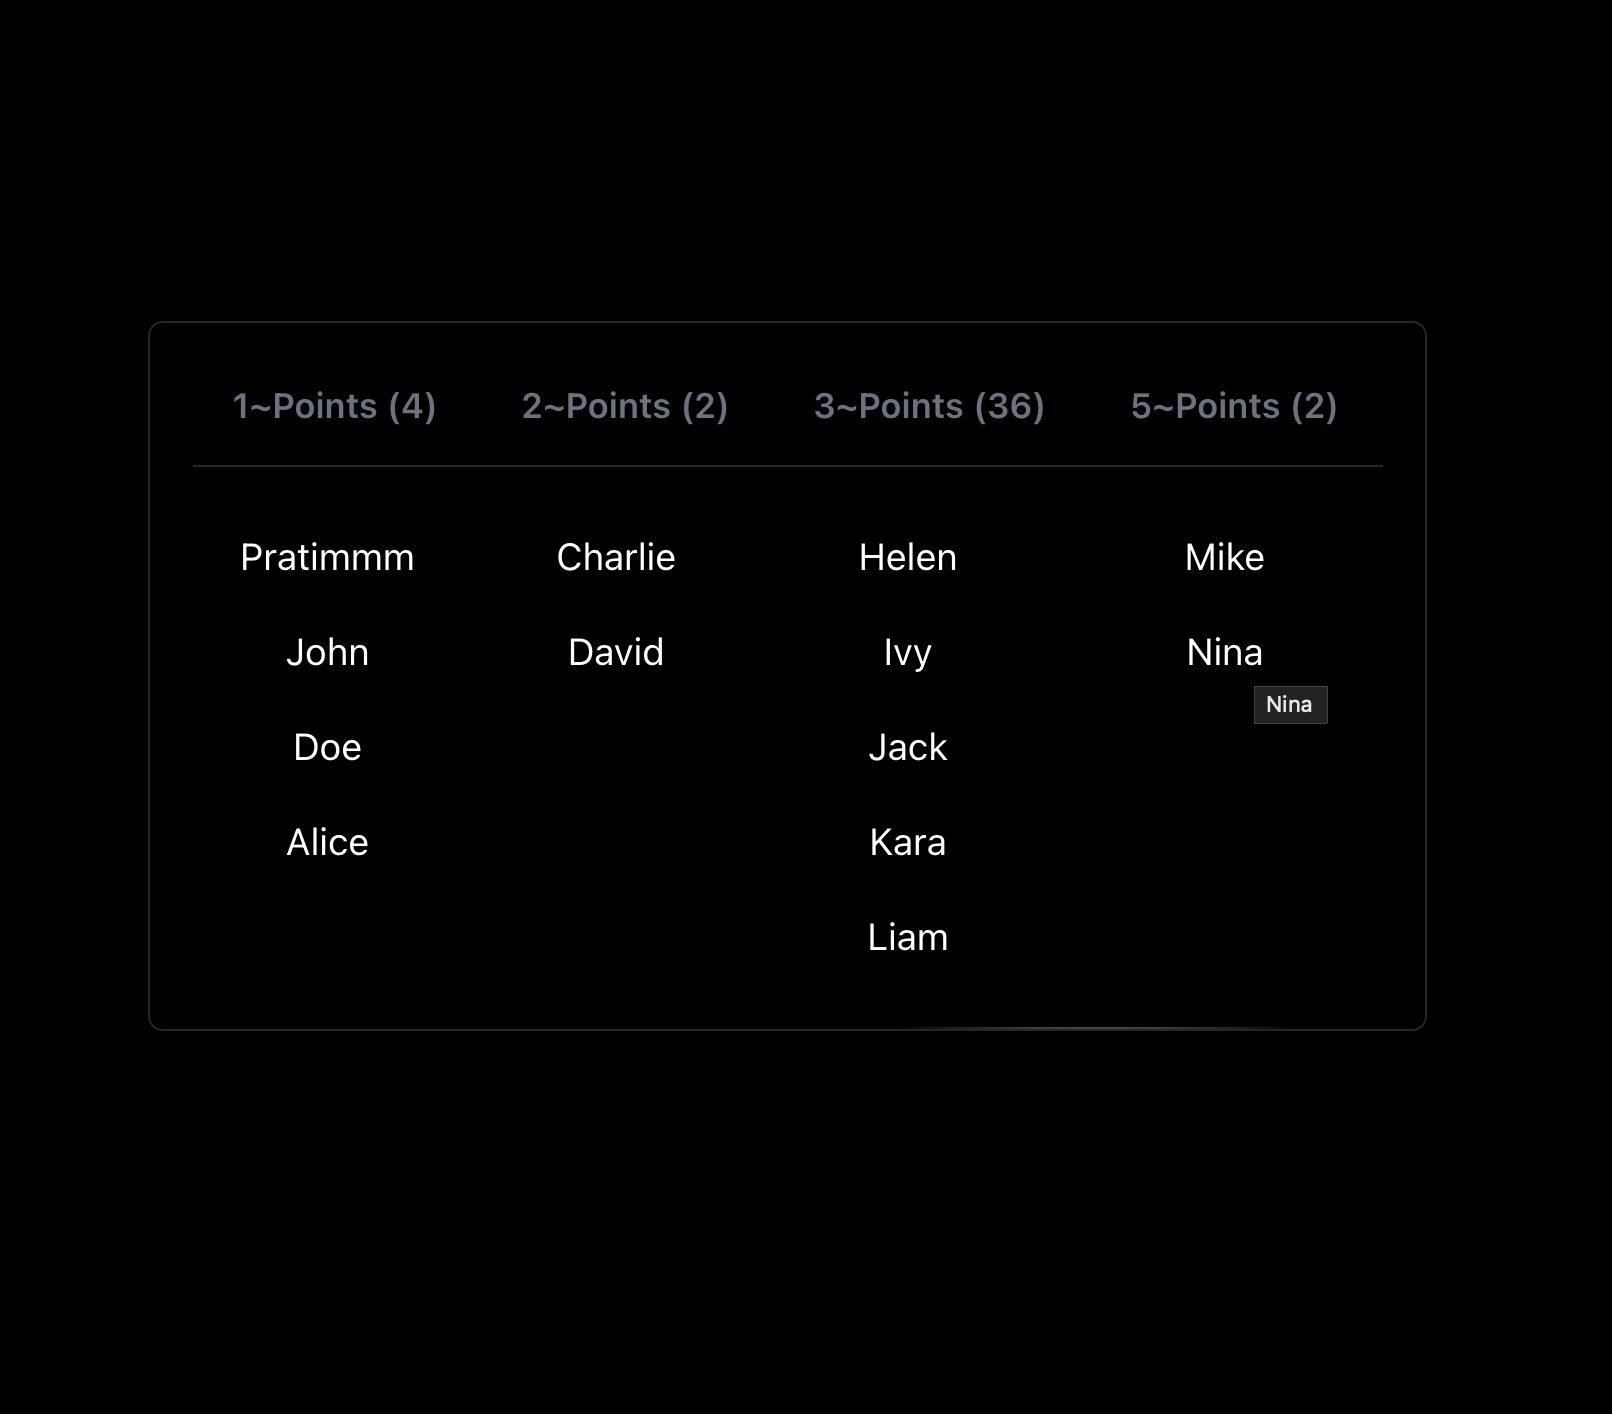 1~Points (4) 2~Points (2) 3~Points (36) 5~Points (2)
Pratimmm Charlie Helen Mike
John David Ivy Nina
Nina
Doe Jack
Alice Kara
Liam